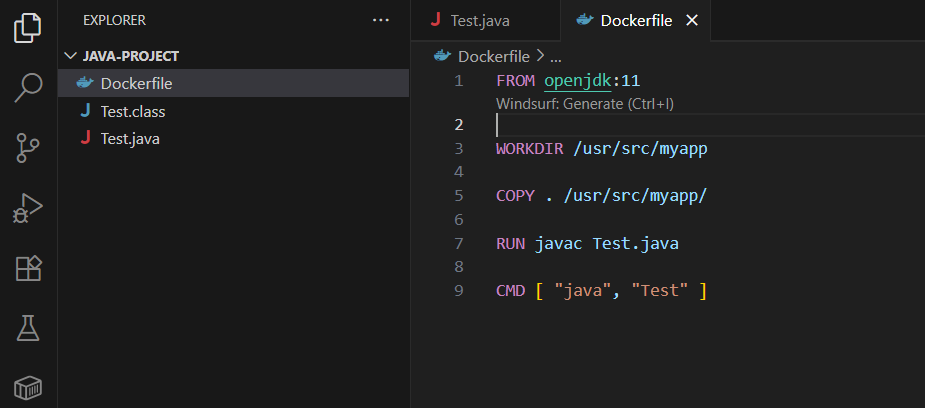 EXPLORER
JAVA-PROJECT
Dockerfile
Test.class
Test.java
Test.java
Dockerfile
Dockerfile > ...
1 FROM openjdk:11
Windsurf: Generate (Ctrl+I)
2
3 WORKDIR /usr/src/myapp
4
5 COPY . /usr/src/myapp/
6
7 RUN javac Test.java
8
9 CMD [ "java", "Test" ]